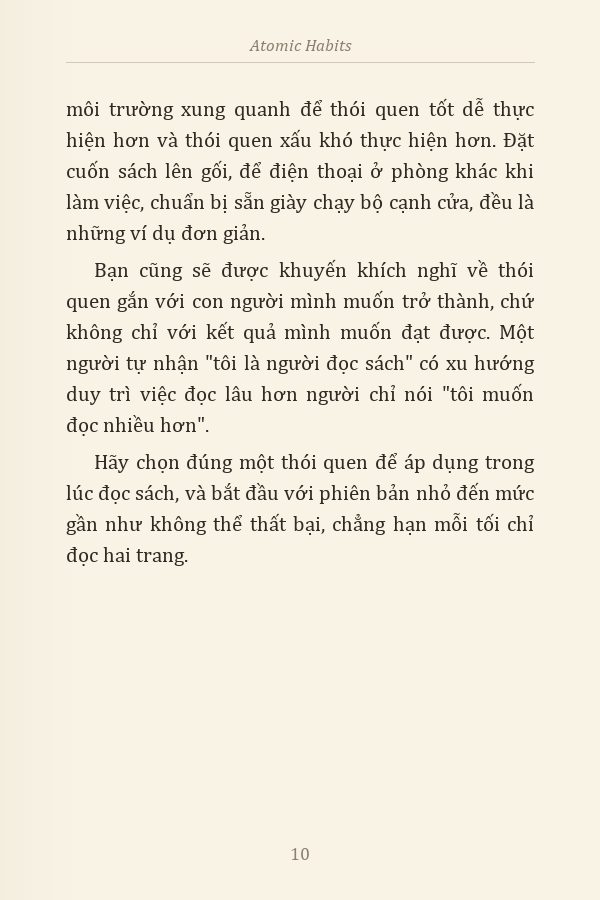 Atomic Habits
môi trường xung quanh để thói quen tốt dễ thực
hiện hơn và thói quen xấu khó thực hiện hơn. Đặt
cuốn sách lên gối, để điện thoại ở phòng khác khi
làm việc, chuẩn bị sẵn giày chạy bộ cạnh cửa, đều là
những ví dụ đơn giản.
Bạn cũng sẽ được khuyến khích nghĩ về thói
quen gắn với con người mình muốn trở thành, chứ
không chỉ với kết quả mình muốn đạt được. Một
người tự nhận "tôi là người đọc sách" có xu hướng
duy trì việc đọc lâu hơn người chỉ nói "tôi muốn
đọc nhiều hơn".
Hãy chọn đúng một thói quen để áp dụng trong
lúc đọc sách, và bắt đầu với phiên bản nhỏ đến mức
gần như không thể thất bại, chẳng hạn mỗi tối chỉ
đọc hai trang.
10